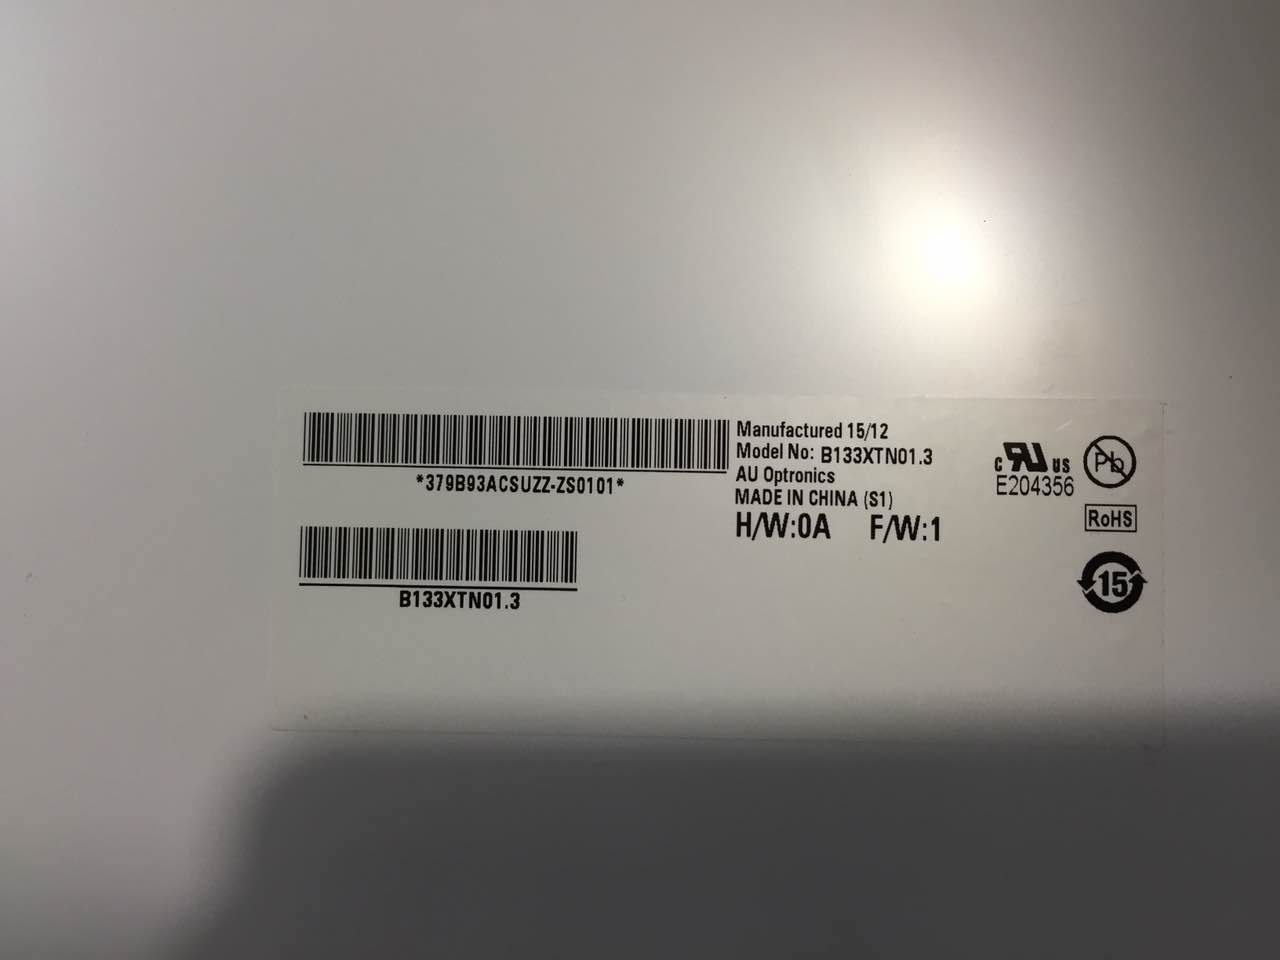 *379B93ACSUZZ-ZS0101*
B133XTN01.3
Manufactured 15/12
Model No: B133XTN01.3
AU Optronics
MADE IN CHINA (S1)
H/W:0A F/W:1
c RU US
E204356
Pb
RoHS
15